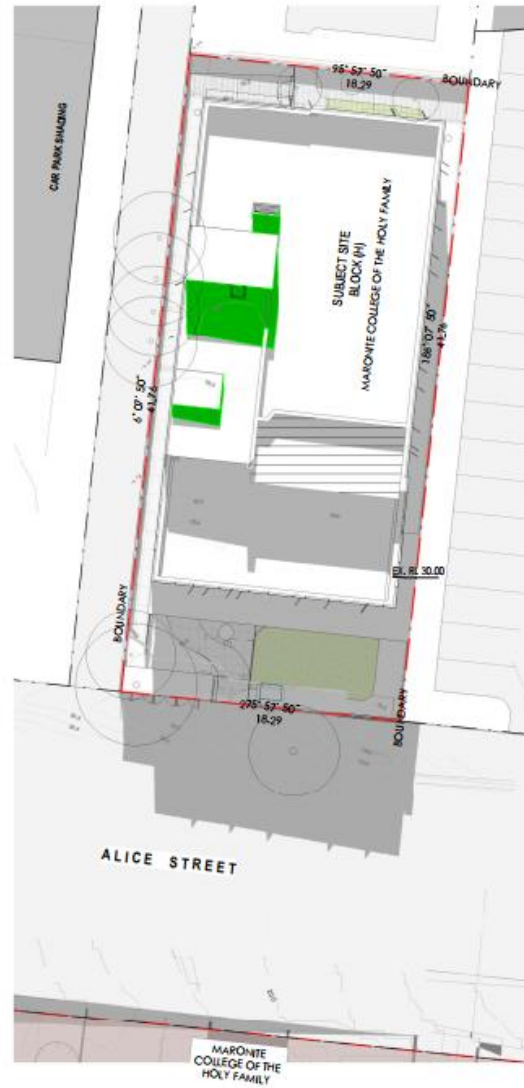 95° 57' 50"
18.29
BOUNDARY
CAR PARK SHADING
SUBJECT SITE
BLOCK (H)
MARONITE COLLEGE OF THE HOLY FAMILY
186° 07' 50"
41.76
6° 07' 50"
41.76
EX. RL 30.00
BOUNDARY
275° 57' 50"
18.29
BOUNDARY
ALICE STREET
MARONITE
COLLEGE OF THE
HOLY FAMILY